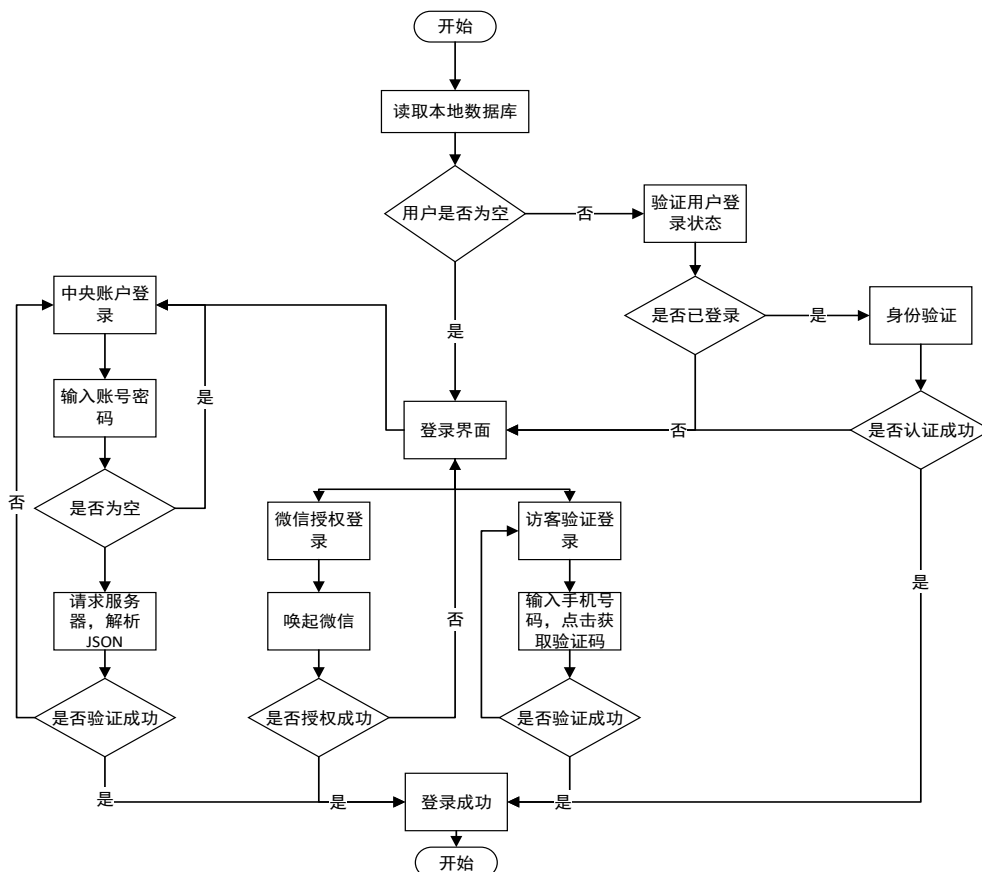 开始
读取本地数据库
用户是否为空
否
验证用户登
录状态
中央账户登
录
是
是否已登录
是
身份验证
输入账号密
码
是
登录界面
否
是否认证成功
否
是否为空
微信授权登
录
访客验证登
录
是
请求服务
器，解析
JSON
唤起微信
否
输入手机号
码，点击获
取验证码
是否验证成功
是否授权成功
是否验证成功
是
是
登录成功
是
开始